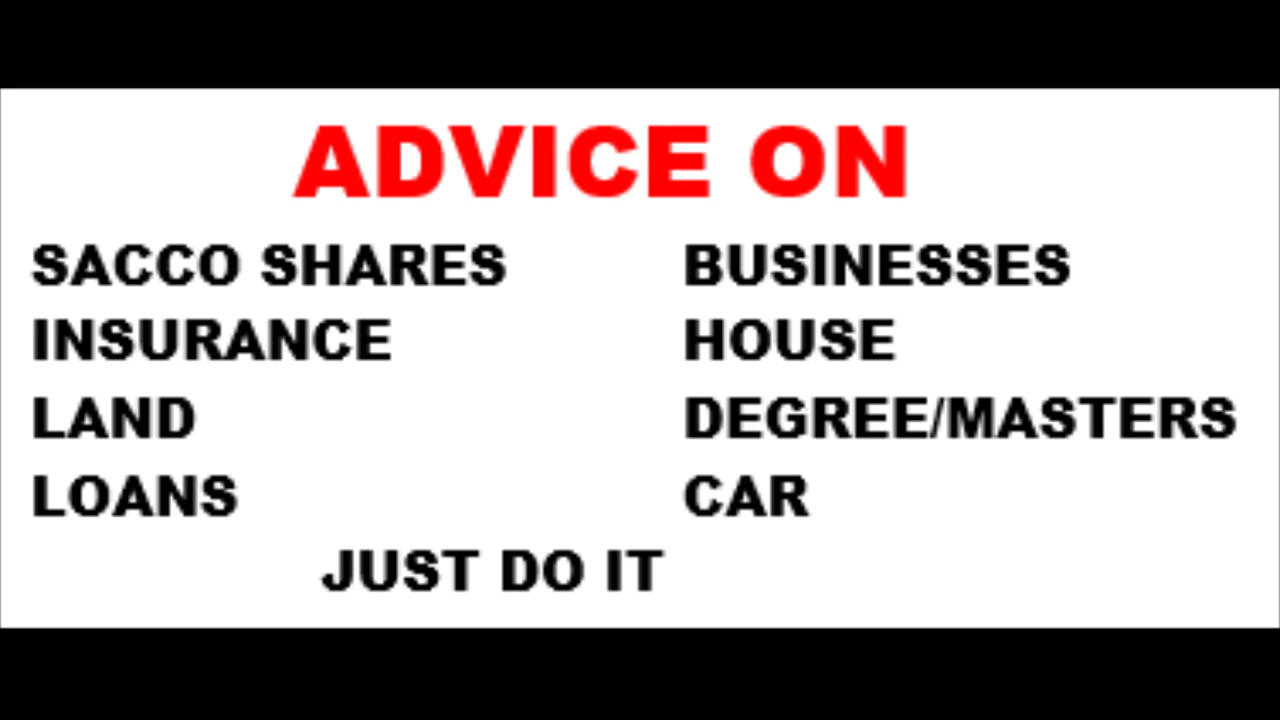 ADVICE ON
SACCO SHARES BUSINESSES
INSURANCE HOUSE
LAND DEGREE/MASTERS
LOANS CAR
JUST DO IT